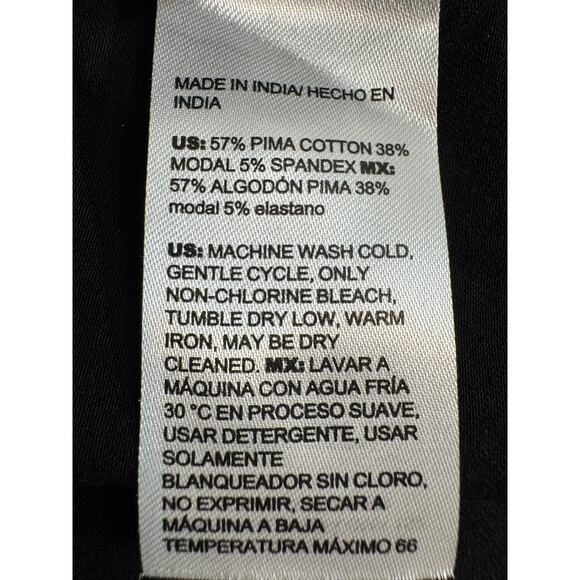 MADE IN INDIA/ HECHO EN
INDIA
US: 57% PIMA COTTON 38%
MODAL 5% SPANDEX MX:
57% ALGODÓN PIMA 38%
modal 5% elastano
US: MACHINE WASH COLD,
GENTLE CYCLE, ONLY
NON-CHLORINE BLEACH,
TUMBLE DRY LOW, WARM
IRON, MAY BE DRY
CLEANED. MX: LAVAR A
MÁQUINA CON AGUA FRÍA
30 °C EN PROCESO SUAVE,
USAR DETERGENTE, USAR
SOLAMENTE
BLANQUEADOR SIN CLORO,
NO EXPRIMIR, SECAR A
MÁQUINA A BAJA
TEMPERATURA MÁXIMO 66